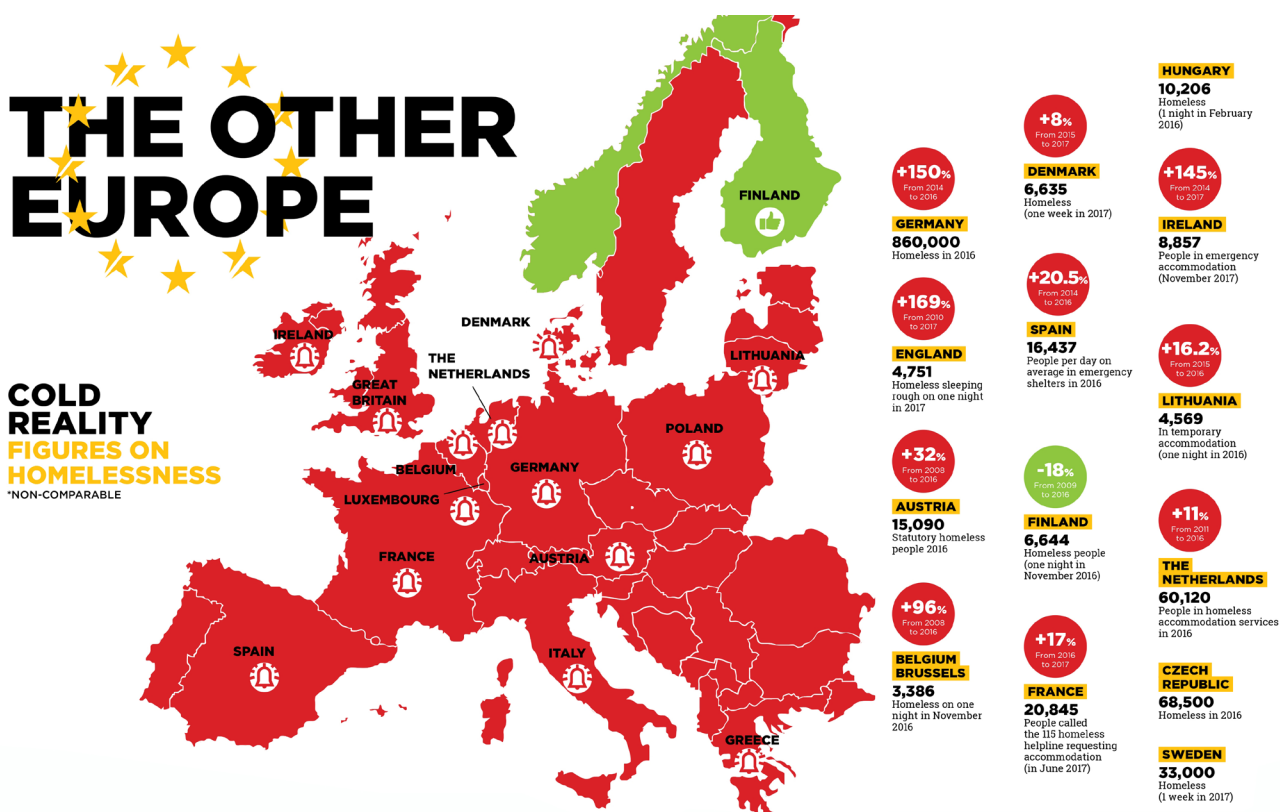 THE OTHER
EUROPE
COLD
REALITY
FIGURES ON
HOMELESSNESS
*NON-COMPARABLE
FINLAND
IRELAND
DENMARK
THE
NETHERLANDS
LITHUANIA
GREAT
BRITAIN
POLAND
BELGIUM
GERMANY
LUXEMBOURG
FRANCE
AUSTRIA
SPAIN
ITALY
GREECE
+150%
From 2014
to 2016
GERMANY
860,000
Homeless in 2016
+169%
From 2010
to 2017
ENGLAND
4,751
Homeless sleeping
rough on one night
in 2017
+32%
From 2008
to 2016
AUSTRIA
15,090
Statutory homeless
people 2016
+96%
From 2008
to 2016
BELGIUM
BRUSSELS
3,386
Homeless on one
night in November
2016
+8%
From 2015
to 2017
DENMARK
6,635
Homeless
(one week in 2017)
+20.5%
From 2014
to 2016
SPAIN
16,437
People per day on
average in emergency
shelters in 2016
-18%
From 2009
to 2016
FINLAND
6,644
Homeless people
(one night in
November 2016)
+17%
From 2016
to 2017
FRANCE
20,845
People called
the 115 homeless
helpline requesting
accommodation
(in June 2017)
HUNGARY
10,206
Homeless
(1 night in February
2016)
+145%
From 2014
to 2017
IRELAND
8,857
People in emergency
accommodation
(November 2017)
+16.2%
From 2015
to 2016
LITHUANIA
4,569
In temporary
accommodation
(one night in 2016)
+11%
From 2011
to 2016
THE
NETHERLANDS
60,120
People in homeless
accommodation services
in 2016
CZECH
REPUBLIC
68,500
Homeless in 2016
SWEDEN
33,000
Homeless
(1 week in 2017)